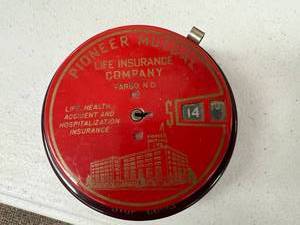 PIONEER MUTUAL
LIFE INSURANCE
COMPANY
FARGO N.D.
LIFE, HEALTH,
ACCIDENT AND
HOSPITALIZATION
INSURANCE
$ 14